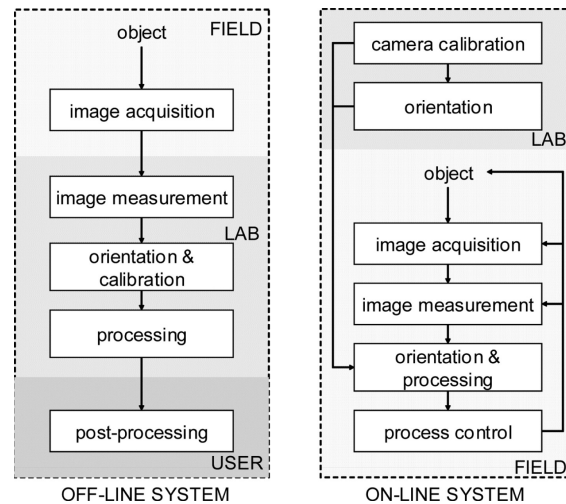 object
FIELD
image acquisition
image measurement
LAB
orientation &
calibration
processing
post-processing
USER
OFF-LINE SYSTEM
camera calibration
orientation
LAB
object
image acquisition
image measurement
orientation &
processing
process control
FIELD
ON-LINE SYSTEM